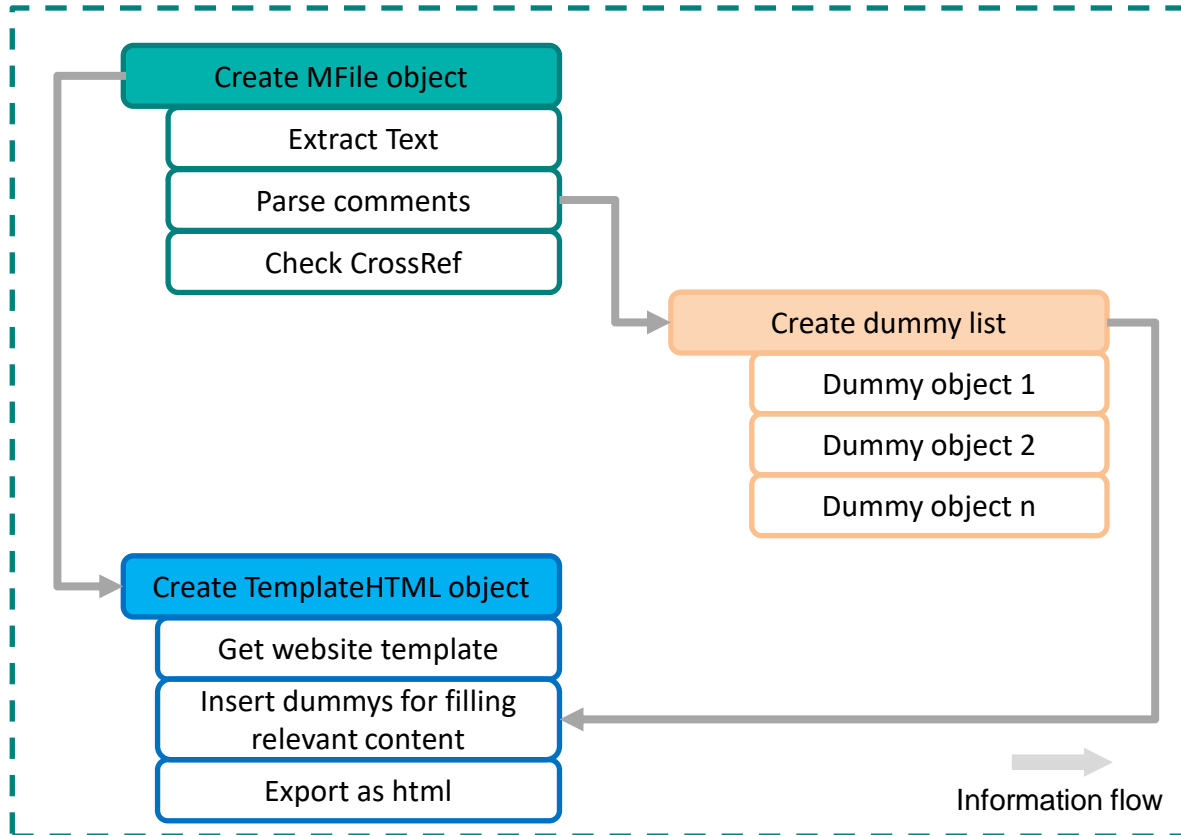 Create MFile object
Extract Text
Parse comments
Check CrossRef
Create dummy list
Dummy object 1
Dummy object 2
Dummy object n
Create TemplateHTML object
Get website template
Insert dummys for filling
relevant content
Export as html
Information flow